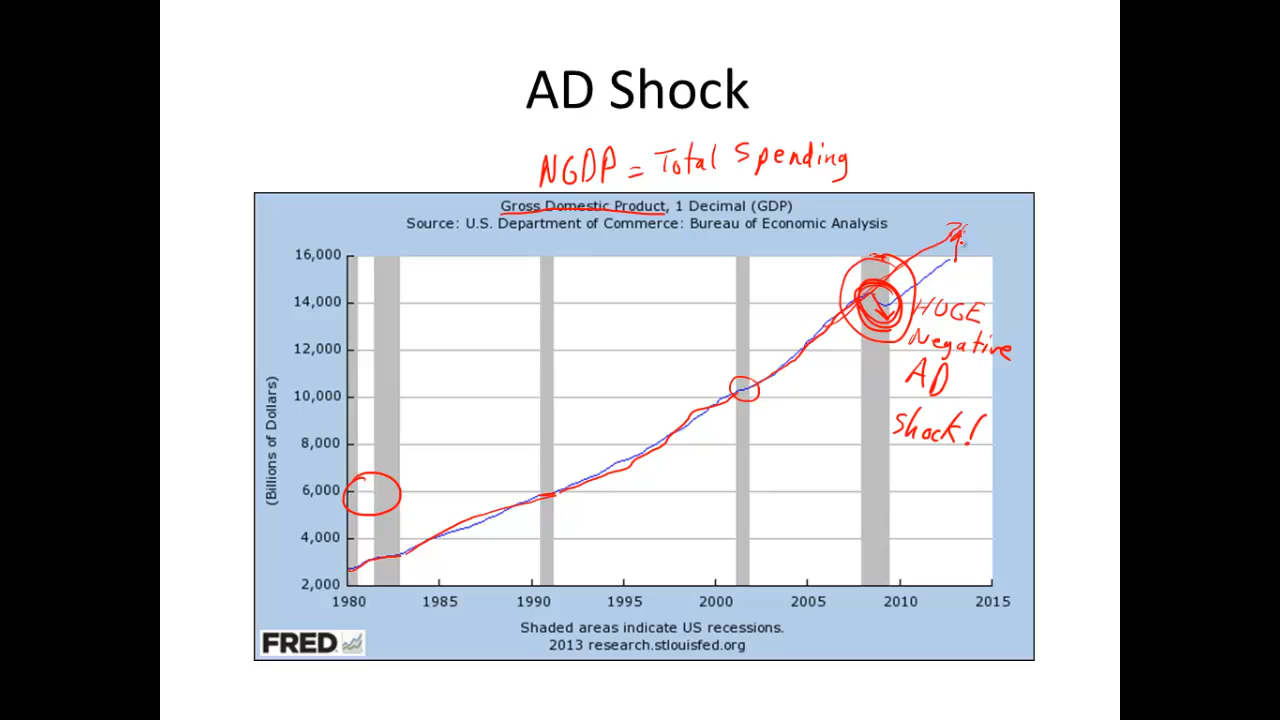 AD Shock
NGDP = Total Spending
Gross Domestic Product, 1 Decimal (GDP)
Source: U.S. Department of Commerce: Bureau of Economic Analysis
16,000
14,000
12,000
10,000
8,000
6,000
4,000
2,000
(Billions of Dollars)
HUGE
Negative
AD
Shock!
1980 1985 1990 1995 2000 2005 2010 2015
Shaded areas indicate US recessions.
FRED 2013 research.stlouisfed.org